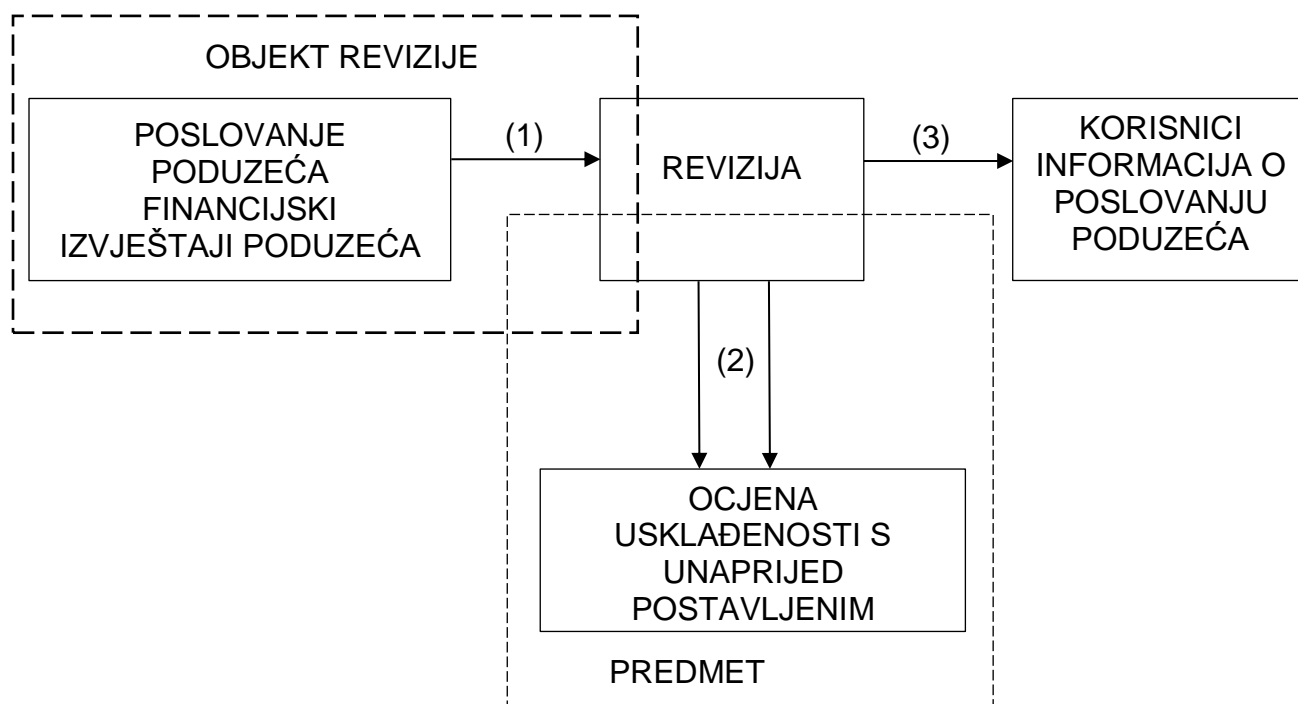 OBJEKT REVIZIJE
POSLOVANJE
PODUZEĆA
FINANCIJSKI
IZVJEŠTAJI PODUZEĆA
(1)
REVIZIJA
(3)
KORISNICI
INFORMACIJA O
POSLOVANJU
PODUZEĆA
(2)
OCJENA
USKLAĐENOSTI S
UNAPRIJED
POSTAVLJENIM
PREDMET